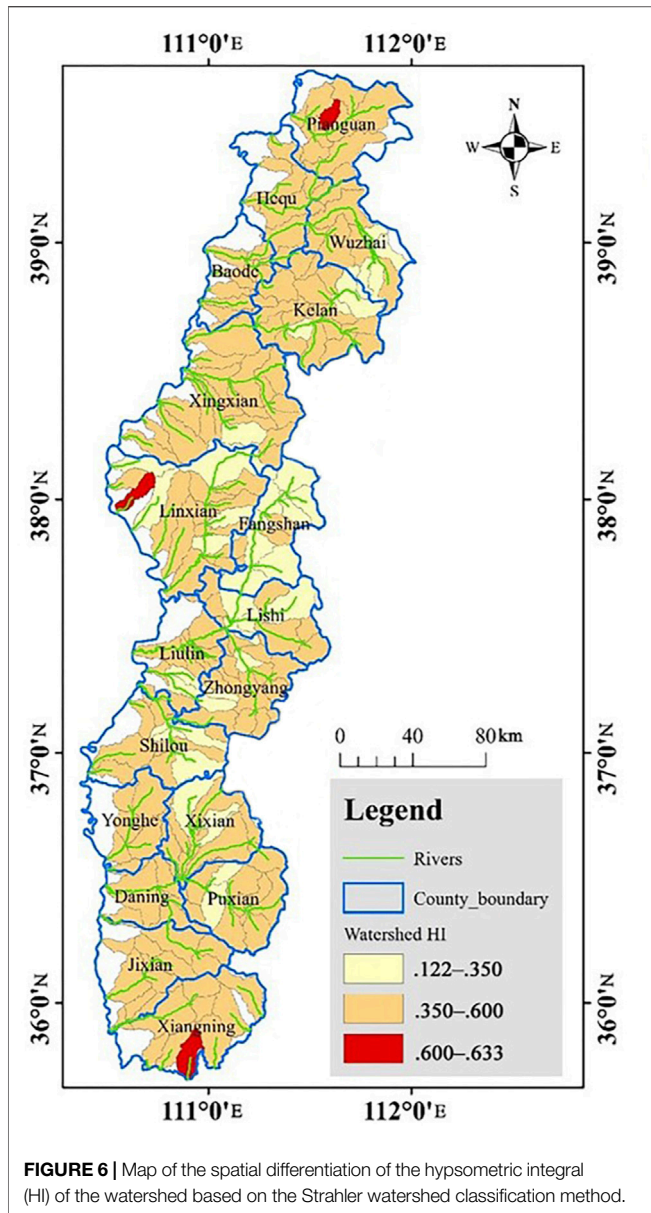 111°0'E 112°0'E
N
W E
S
Pianguan
Hequ
39°0'N Wuzhai 39°0'N
Baode
Kelan
Xingxian
38°0'N Linxian 38°0'N
Fangshan
Lishi
Liulin
Zhongyang
0 40 80 km
37°0'N Shilou 37°0'N
Yonghe Xixian
Legend
Rivers
Daning Puxian
County_boundary
Watershed HI
Jixian
.122–.350
36°0'N .350–.600 36°0'N
Xiangning
.600–.633
111°0'E 112°0'E
FIGURE 6 | Map of the spatial differentiation of the hypsometric integral
(HI) of the watershed based on the Strahler watershed classification method.